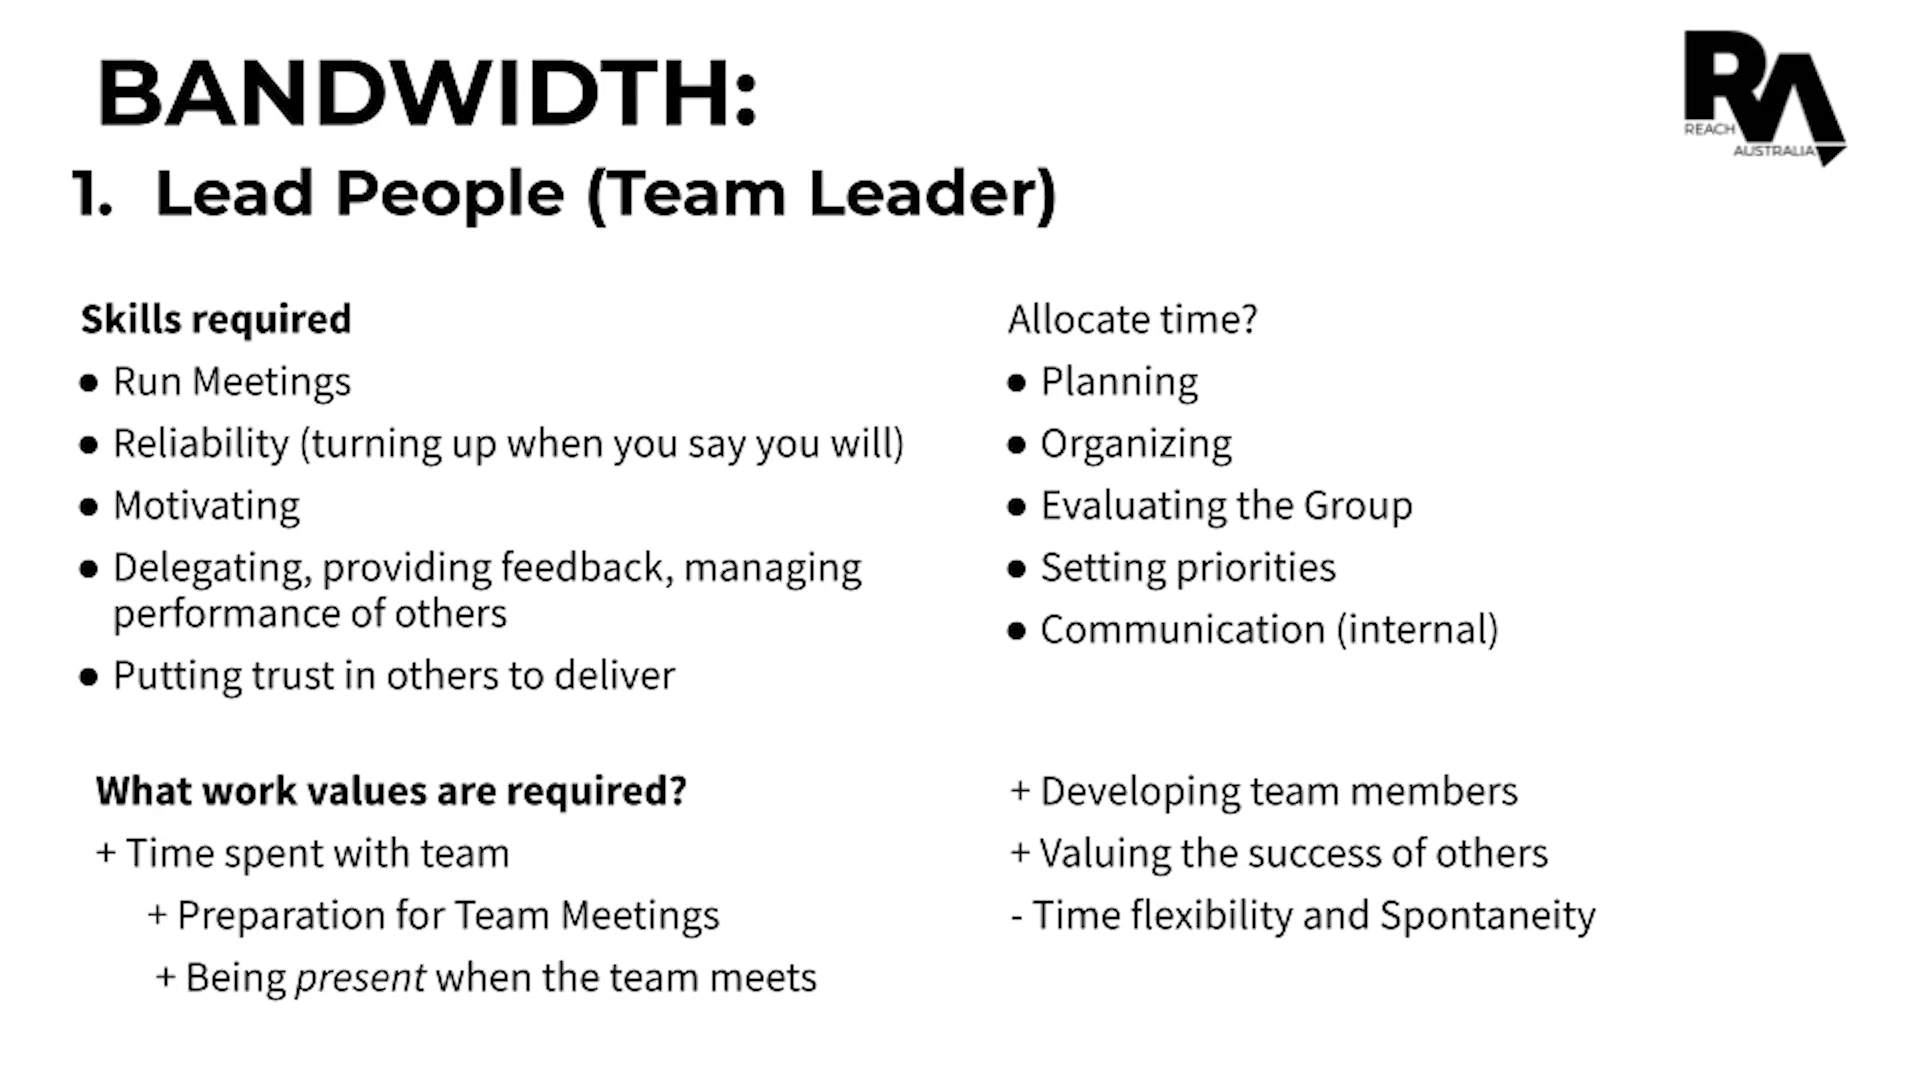 BANDWIDTH:
1. Lead People (Team Leader)
REACH
AUSTRALIA
Skills required
● Run Meetings
● Reliability (turning up when you say you will)
● Motivating
● Delegating, providing feedback, managing
performance of others
● Putting trust in others to deliver
Allocate time?
● Planning
● Organizing
● Evaluating the Group
● Setting priorities
● Communication (internal)
What work values are required?
+ Time spent with team
+ Preparation for Team Meetings
+ Being present when the team meets
+ Developing team members
+ Valuing the success of others
- Time flexibility and Spontaneity